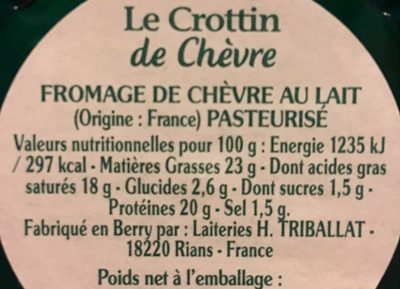 Le Crottin
de Chèvre
FROMAGE DE CHÈVRE AU LAIT
(Origine : France) PASTEURISÉ
Valeurs nutritionnelles pour 100 g : Energie 1235 kJ
/ 297 kcal - Matières Grasses 23 g - Dont acides gras
saturés 18 g - Glucides 2,6 g - Dont sucres 1,5 g -
Protéines 20 g - Sel 1,5 g.
Fabriqué en Berry par : Laiteries H. TRIBALLAT -
18220 Rians - France
Poids net à l'emballage :